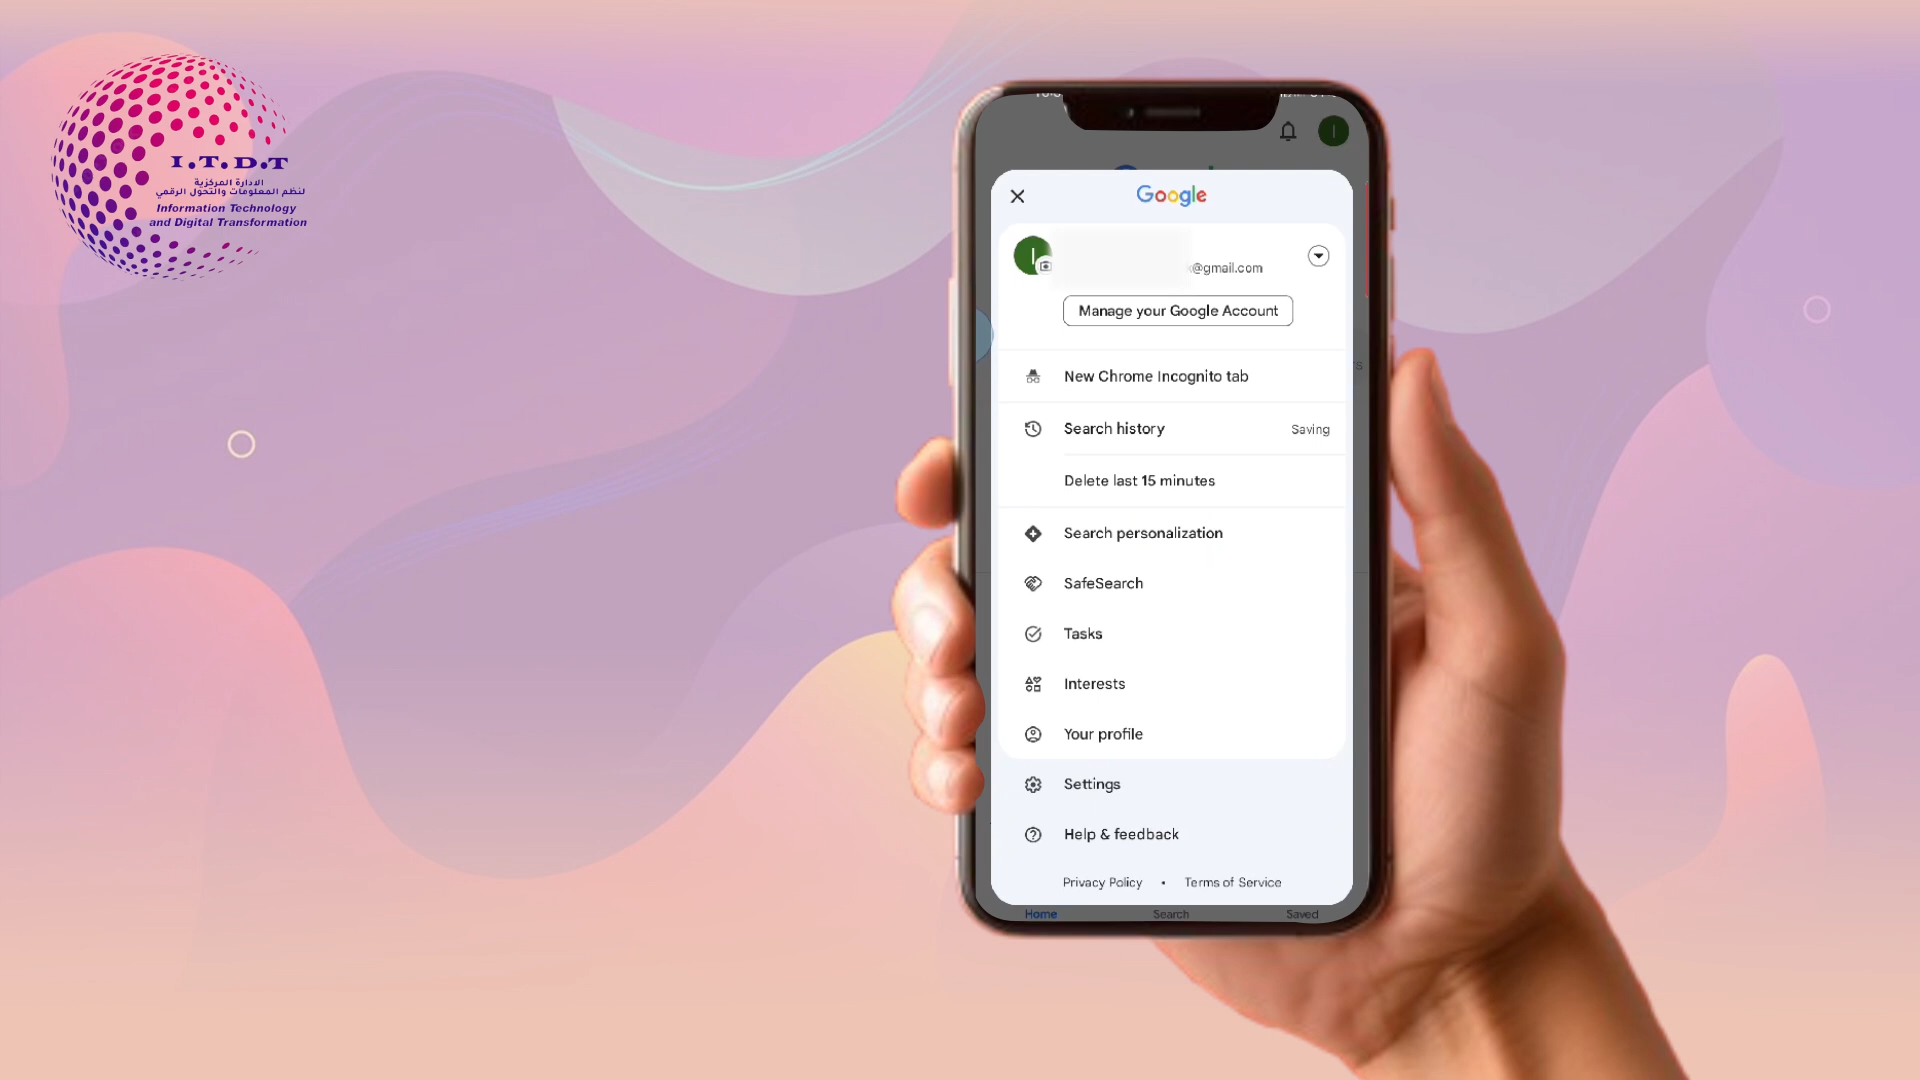 I.T.D.T
الادارة المركزية
لنظم المعلومات والتحول الرقمي
Information Technology
and Digital Transformation
I
Google
I
@gmail.com
Manage your Google Account
New Chrome Incognito tab
Search history
Saving
Delete last 15 minutes
Search personalization
SafeSearch
Tasks
Interests
Your profile
Settings
Help & feedback
Privacy Policy • Terms of Service
Home Search Saved